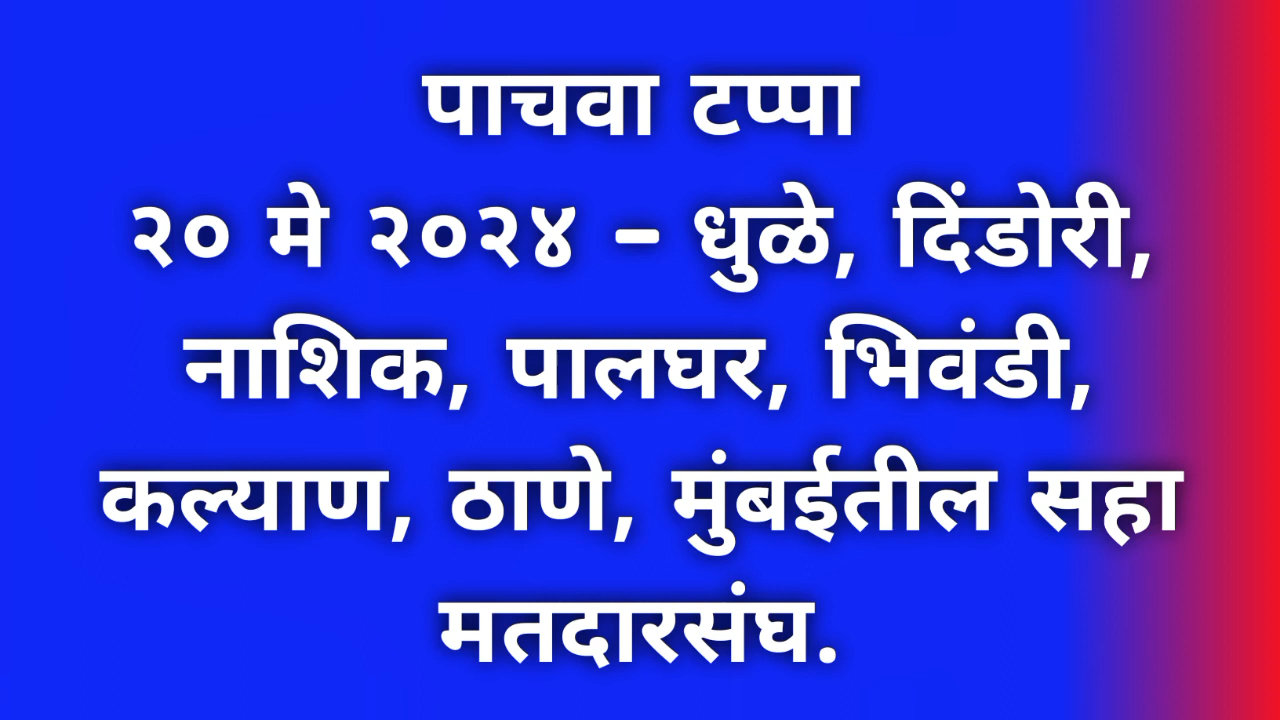 पाचवा टप्पा
२० मे २०२४ – धुळे, दिंडोरी,
नाशिक, पालघर, भिवंडी,
कल्याण, ठाणे, मुंबईतील सहा
मतदारसंघ.